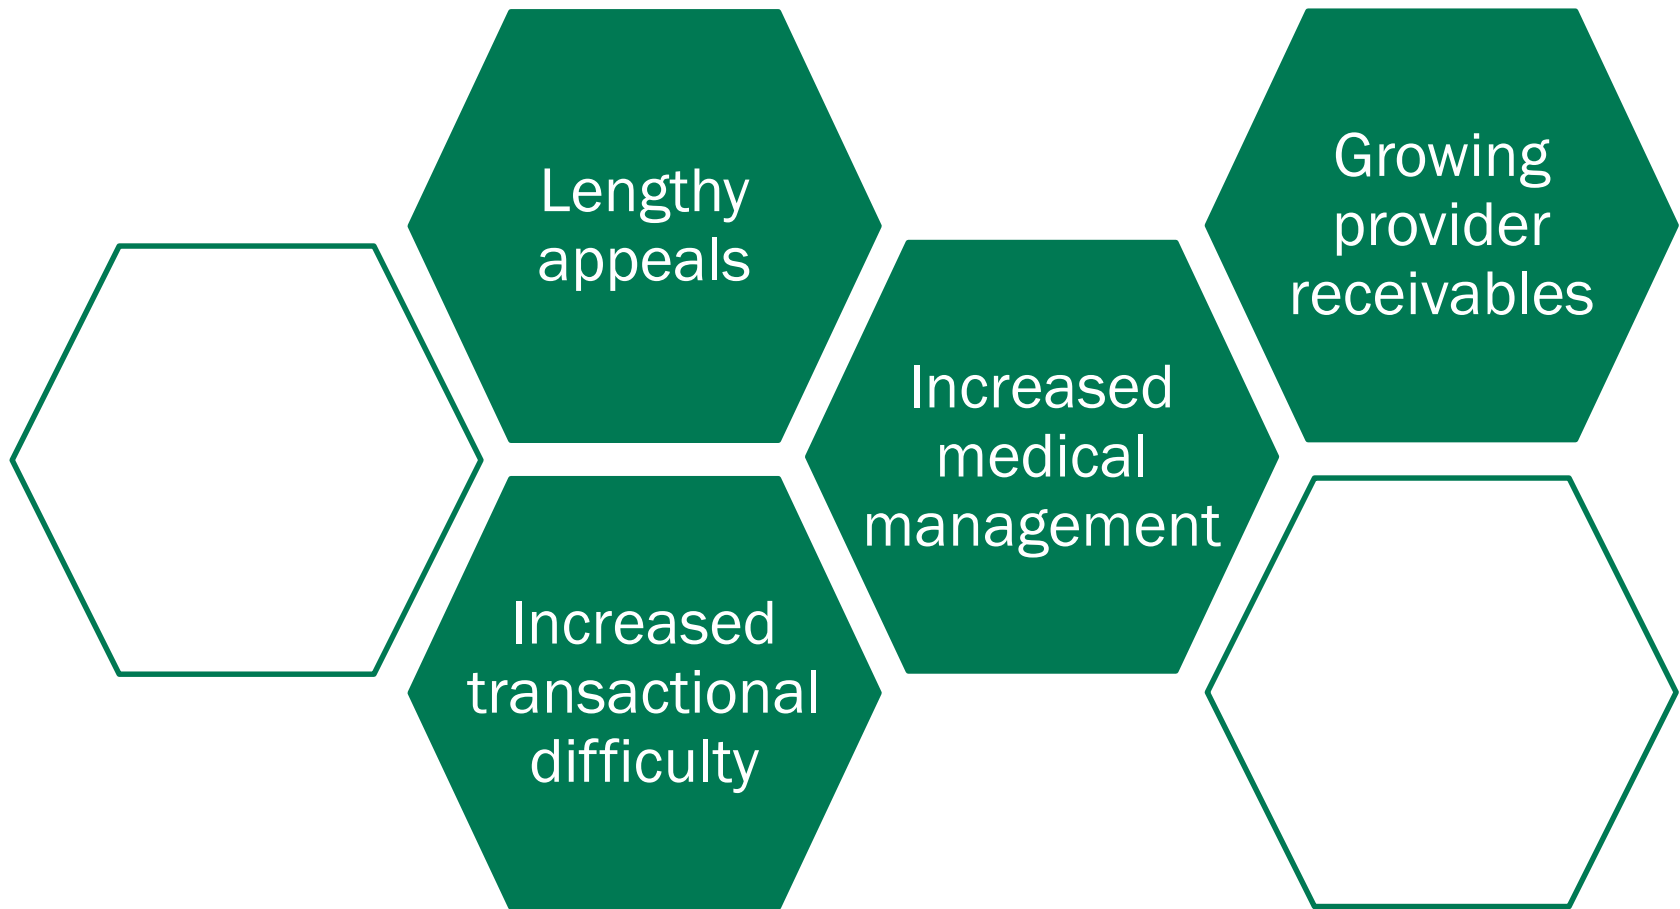 Lengthy
appeals
Growing
provider
receivables
Increased
medical
management
Increased
transactional
difficulty